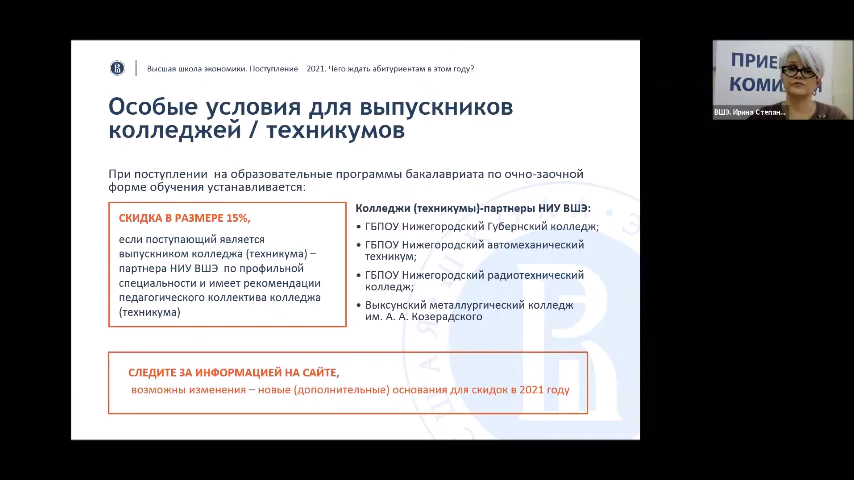 Высшая школа экономики. Поступление 2021. Чего ждать абитуриентам в этом году?
Особые условия для выпускников
колледжей / техникумов
При поступлении на образовательные программы бакалавриата по очно-заочной
форме обучения устанавливается:
СКИДКА В РАЗМЕРЕ 15%,
если поступающий является
выпускником колледжа (техникума) –
партнера НИУ ВШЭ по профильной
специальности и имеет рекомендации
педагогического коллектива колледжа
(техникума)
Колледжи (техникумы)-партнеры НИУ ВШЭ:
• ГБПОУ Нижегородский Губернский колледж;
• ГБПОУ Нижегородский автомеханический
техникум;
• ГБПОУ Нижегородский радиотехнический
колледж;
• Выксунский металлургический колледж
им. А. А. Козерадского
СЛЕДИТЕ ЗА ИНФОРМАЦИЕЙ НА САЙТЕ,
возможны изменения – новые (дополнительные) основания для скидок в 2021 году
ВШЭ. Ирина Степан...